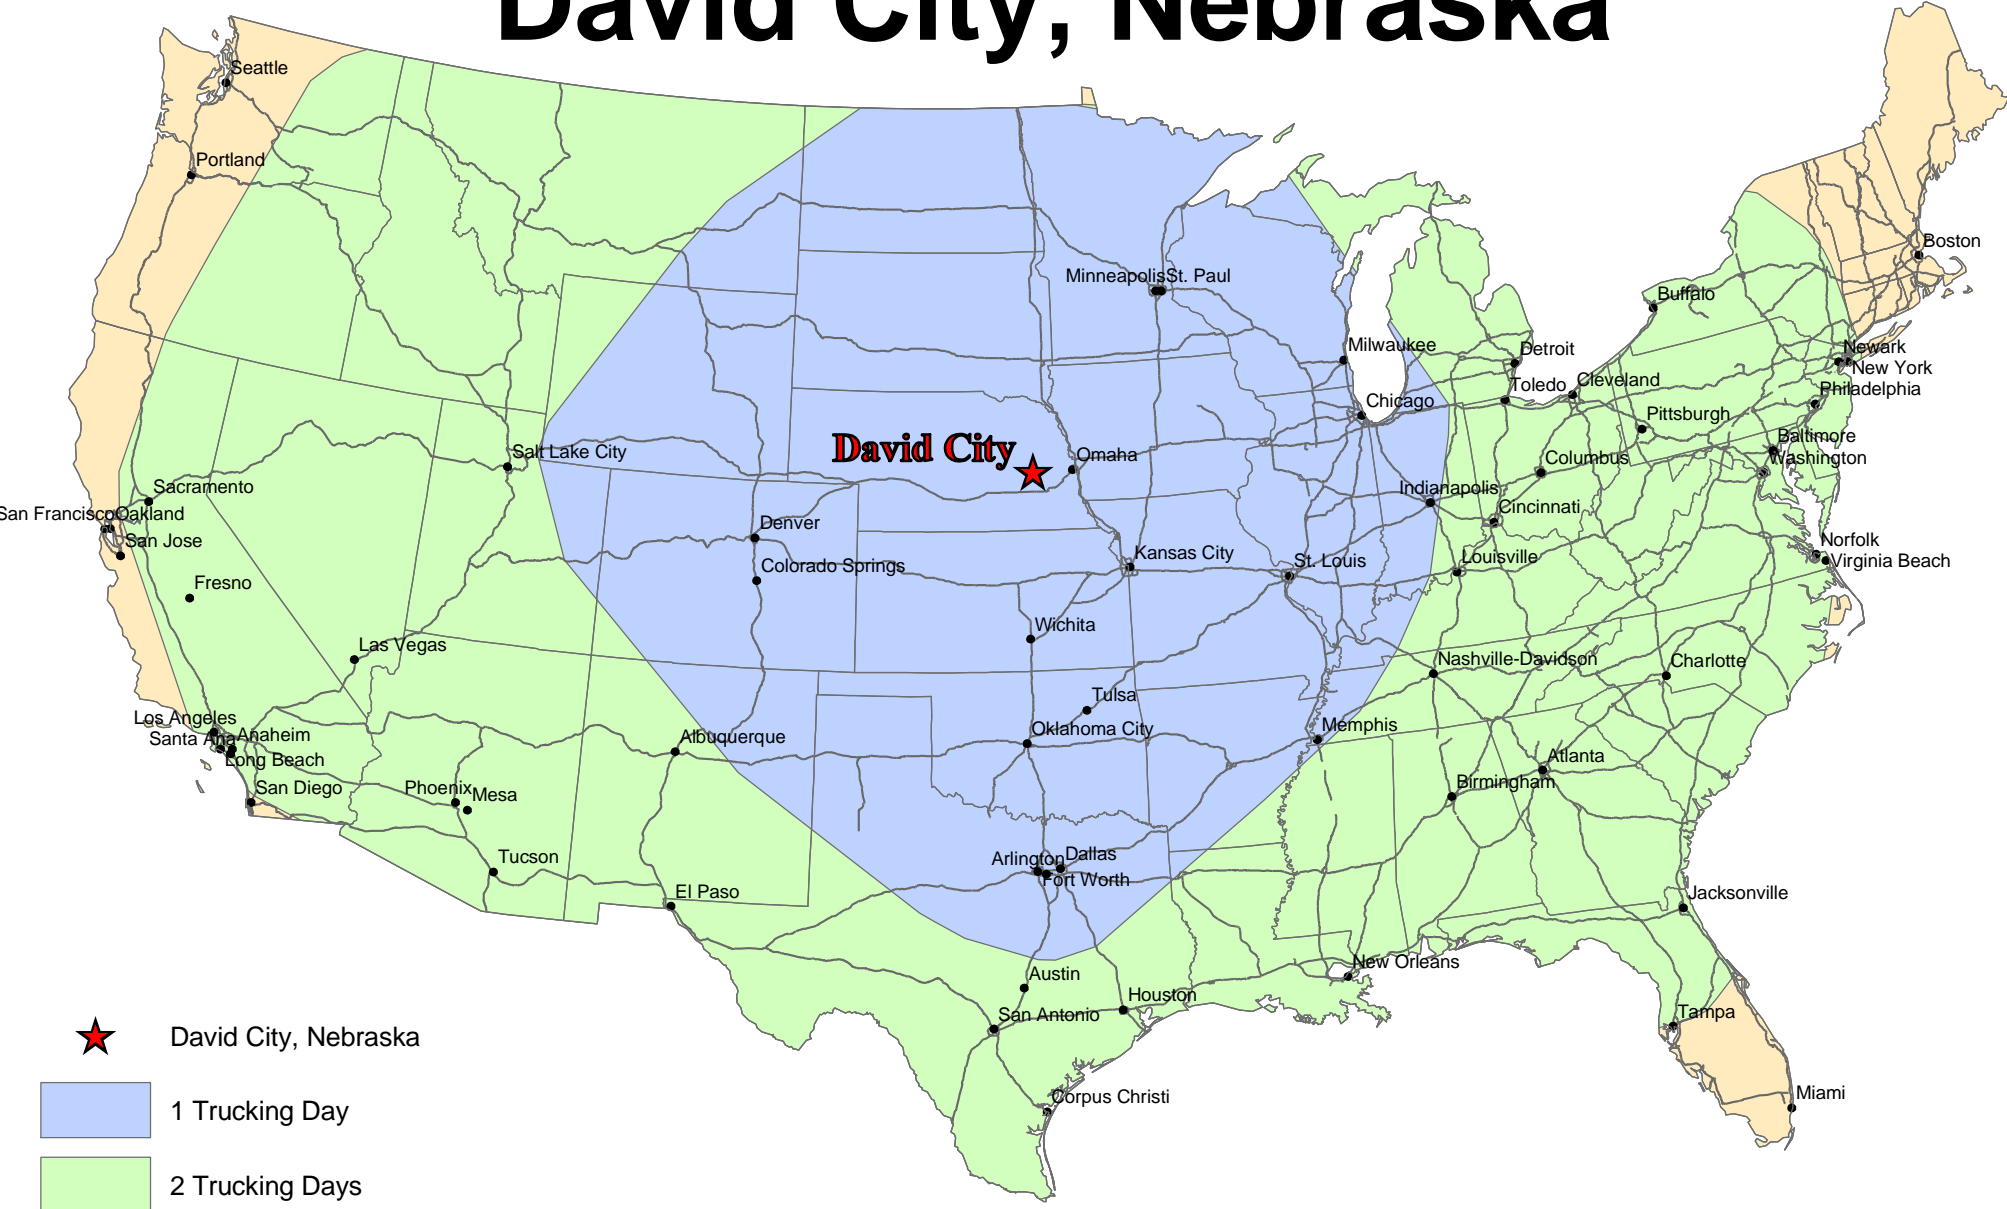 David City, Nebraska
Seattle
Portland
Boston
Minneapolis St. Paul
Buffalo
Milwaukee
Detroit
Newark
New York
Toledo
Cleveland
Philadelphia
Chicago
Pittsburgh
David City
Omaha
Salt Lake City
Baltimore
Washington
Columbus
Sacramento
Indianapolis
San Francisco Oakland
Cincinnati
Denver
San Jose
Norfolk
Kansas City
St. Louis
Louisville
Virginia Beach
Colorado Springs
Fresno
Wichita
Las Vegas
Nashville-Davidson
Charlotte
Tulsa
Los Angeles
Memphis
Oklahoma City
Santa Ana
Anaheim
Albuquerque
Long Beach
Atlanta
San Diego
Phoenix
Mesa
Birmingham
Tucson
Arlington
Dallas
Fort Worth
El Paso
Jacksonville
New Orleans
Austin
Houston
San Antonio
Tampa
Corpus Christi
Miami
David City, Nebraska
1 Trucking Day
2 Trucking Days